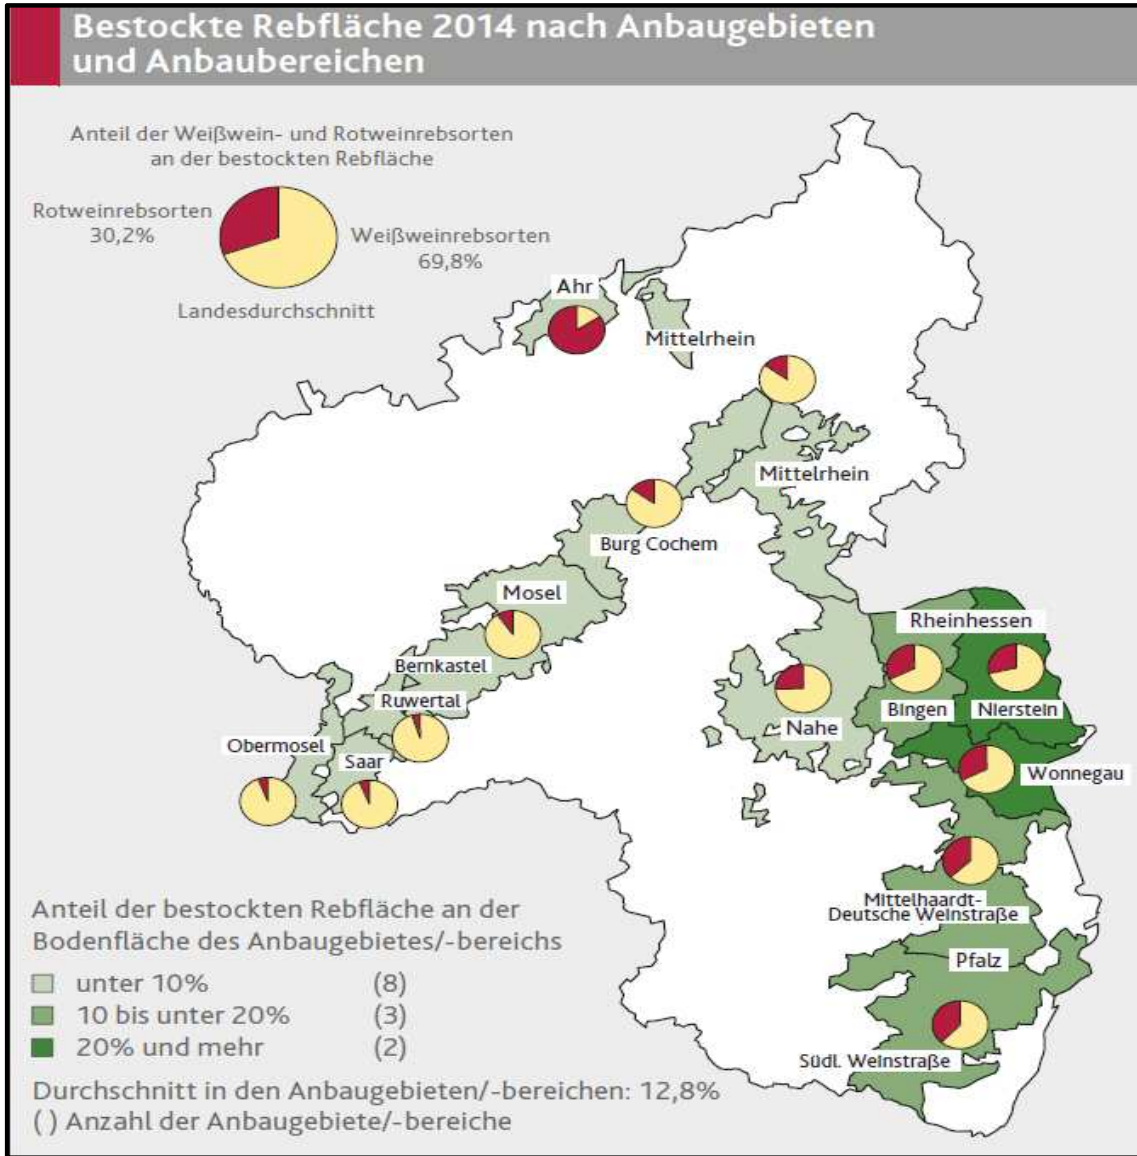 Bestockte Rebfläche 2014 nach Anbaugebieten
und Anbaubereichen
Anteil der Weißwein- und Rotweinrebsorten
an der bestockten Rebfläche
Rotweinrebsorten
30,2%
Weißweinrebsorten
69,8%
Landesdurchschnitt
Ahr
Mittelrhein
Mittelrhein
Burg Cochem
Mosel
Bernkastel
Ruwertal
Obermosel
Saar
Rheinhessen
Bingen
Nierstein
Nahe
Wonnegau
Mittelhaardt-
Deutsche Weinstraße
Pfalz
Südl. Weinstraße
Anteil der bestockten Rebfläche an der
Bodenfläche des Anbaugebietes/-bereichs
unter 10% (8)
10 bis unter 20% (3)
20% und mehr (2)
Durchschnitt in den Anbaugebieten/-bereichen: 12,8%
( ) Anzahl der Anbaugebiete/-bereiche